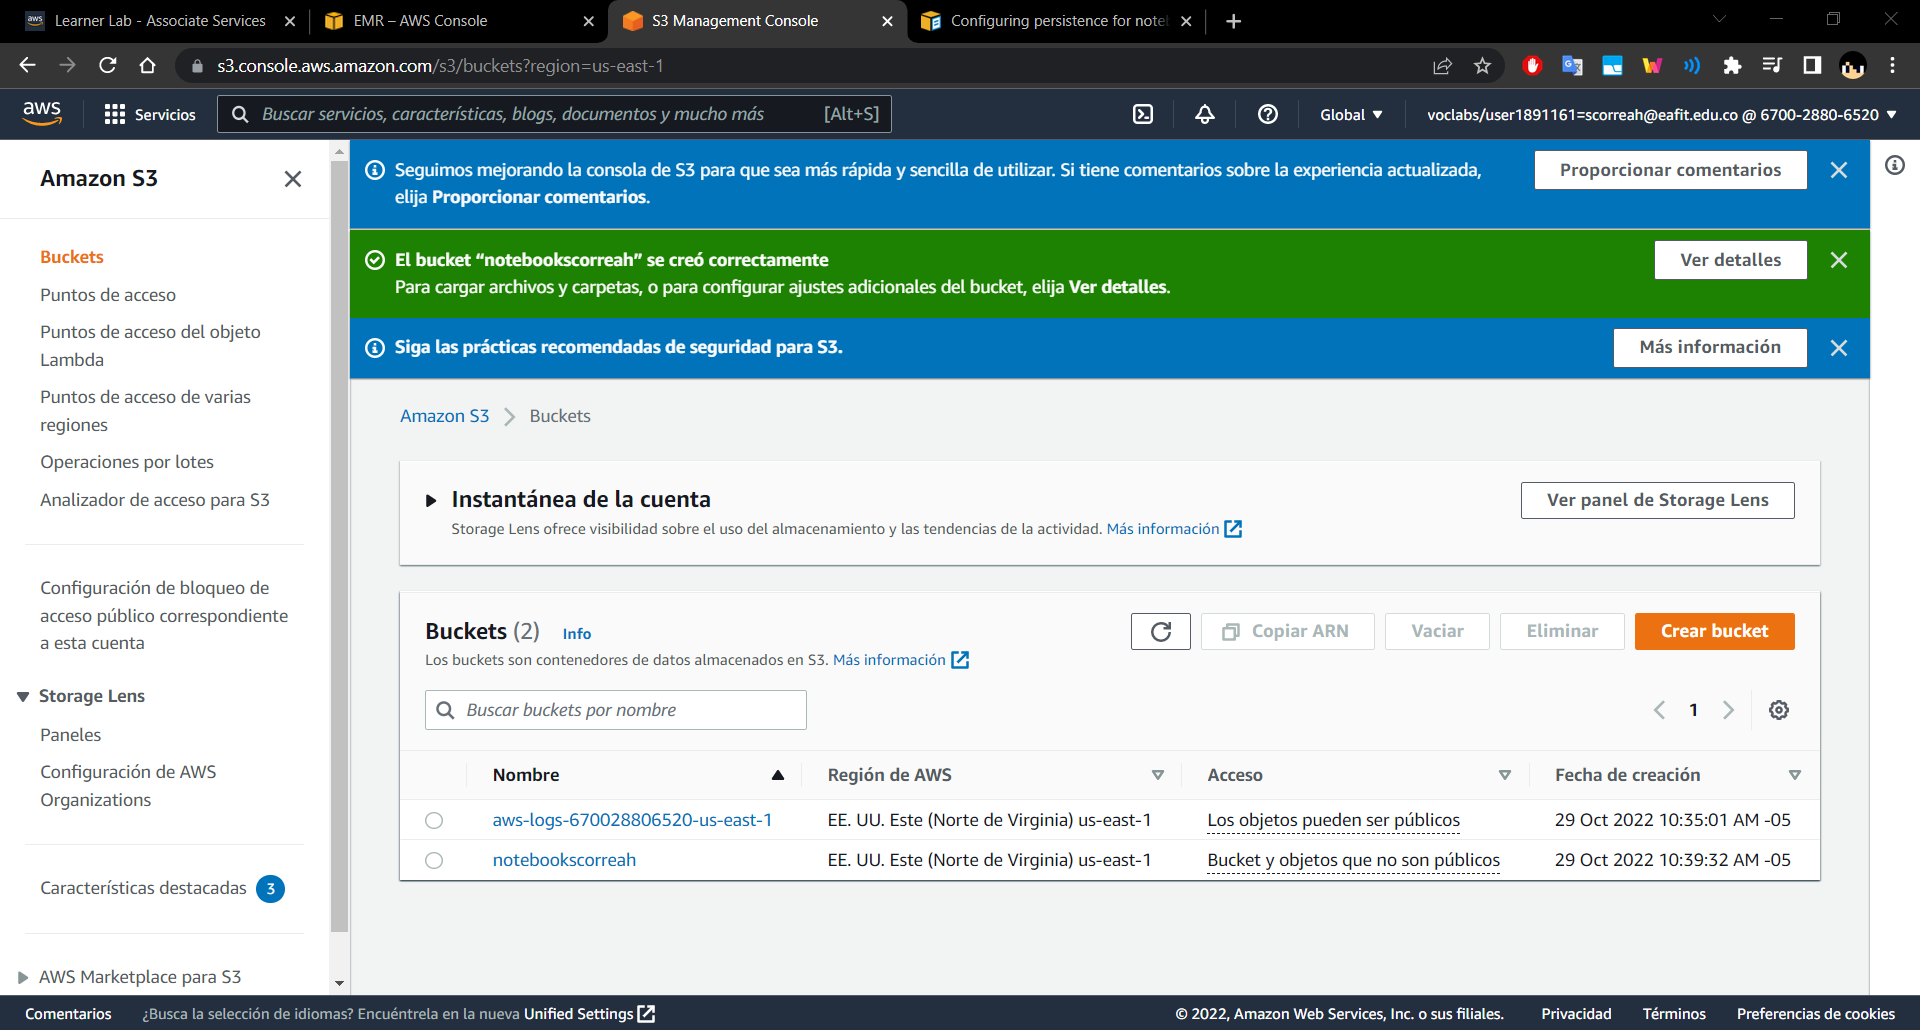 Learner Lab - Associate Services
EMR – AWS Console
S3 Management Console
Configuring persistence for note
s3.console.aws.amazon.com/s3/buckets?region=us-east-1
aws
Servicios
Buscar servicios, características, blogs, documentos y mucho más
[Alt+S]
Global
voclabs/user1891161=scorreah@eafit.edu.co @ 6700-2880-6520
Amazon S3
Buckets
Puntos de acceso
Puntos de acceso del objeto
Lambda
Puntos de acceso de varias
regiones
Operaciones por lotes
Analizador de acceso para S3
Configuración de bloqueo de
acceso público correspondiente
a esta cuenta
Storage Lens
Paneles
Configuración de AWS
Organizations
Características destacadas 3
AWS Marketplace para S3
Seguimos mejorando la consola de S3 para que sea más rápida y sencilla de utilizar. Si tiene comentarios sobre la experiencia actualizada,
elija Proporcionar comentarios.
Proporcionar comentarios
El bucket “notebookscorreah” se creó correctamente
Para cargar archivos y carpetas, o para configurar ajustes adicionales del bucket, elija Ver detalles.
Ver detalles
Siga las prácticas recomendadas de seguridad para S3.
Más información
Amazon S3 Buckets
Instantánea de la cuenta
Storage Lens ofrece visibilidad sobre el uso del almacenamiento y las tendencias de la actividad. Más información
Ver panel de Storage Lens
Buckets (2) Info
Los buckets son contenedores de datos almacenados en S3. Más información
Copiar ARN
Vaciar
Eliminar
Crear bucket
Buscar buckets por nombre
1
Nombre Región de AWS Acceso Fecha de creación
aws-logs-670028806520-us-east-1 EE. UU. Este (Norte de Virginia) us-east-1 Los objetos pueden ser públicos 29 Oct 2022 10:35:01 AM -05
notebookscorreah EE. UU. Este (Norte de Virginia) us-east-1 Bucket y objetos que no son públicos 29 Oct 2022 10:39:32 AM -05
Comentarios
¿Busca la selección de idiomas? Encuéntrela en la nueva Unified Settings
© 2022, Amazon Web Services, Inc. o sus filiales.
Privacidad
Términos
Preferencias de cookies